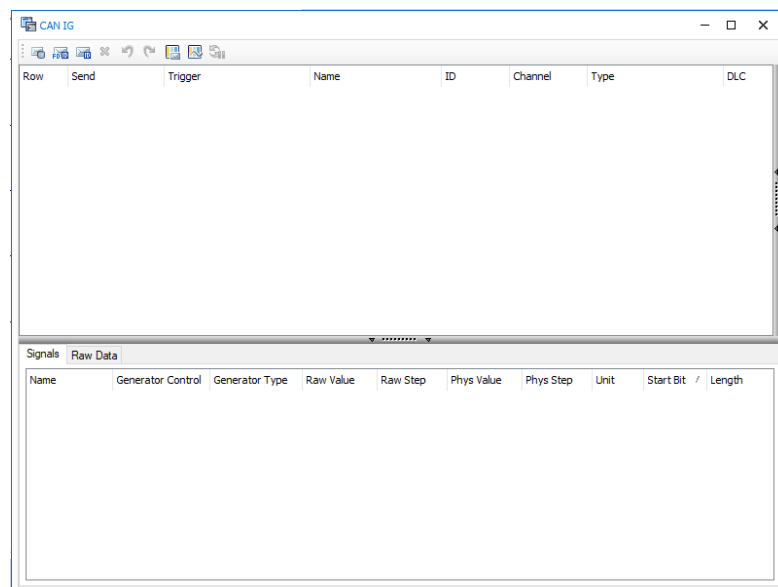 CAN IG
Row Send Trigger Name ID Channel Type DLC
Signals Raw Data
Name Generator Control Generator Type Raw Value Raw Step Phys Value Phys Step Unit Start Bit Length